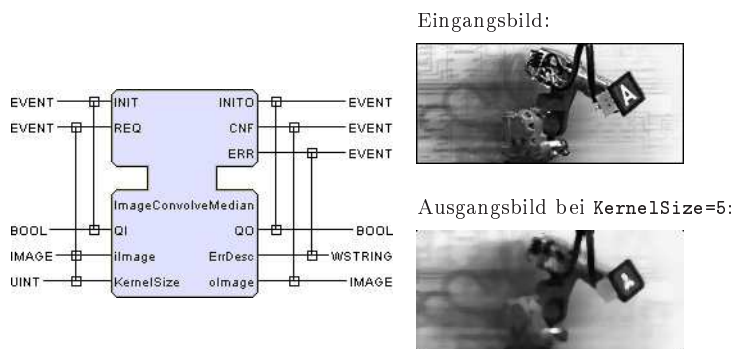 Eingangsbild:
EVENT INIT INITO EVENT
EVENT REQ CNF EVENT
ERR EVENT
ImageConvolveMedian
BOOL QI QO BOOL
IMAGE iImage ErrDesc WSTRING
UINT KernelSize oImage IMAGE
A
Ausgangsbild bei KernelSize=5: